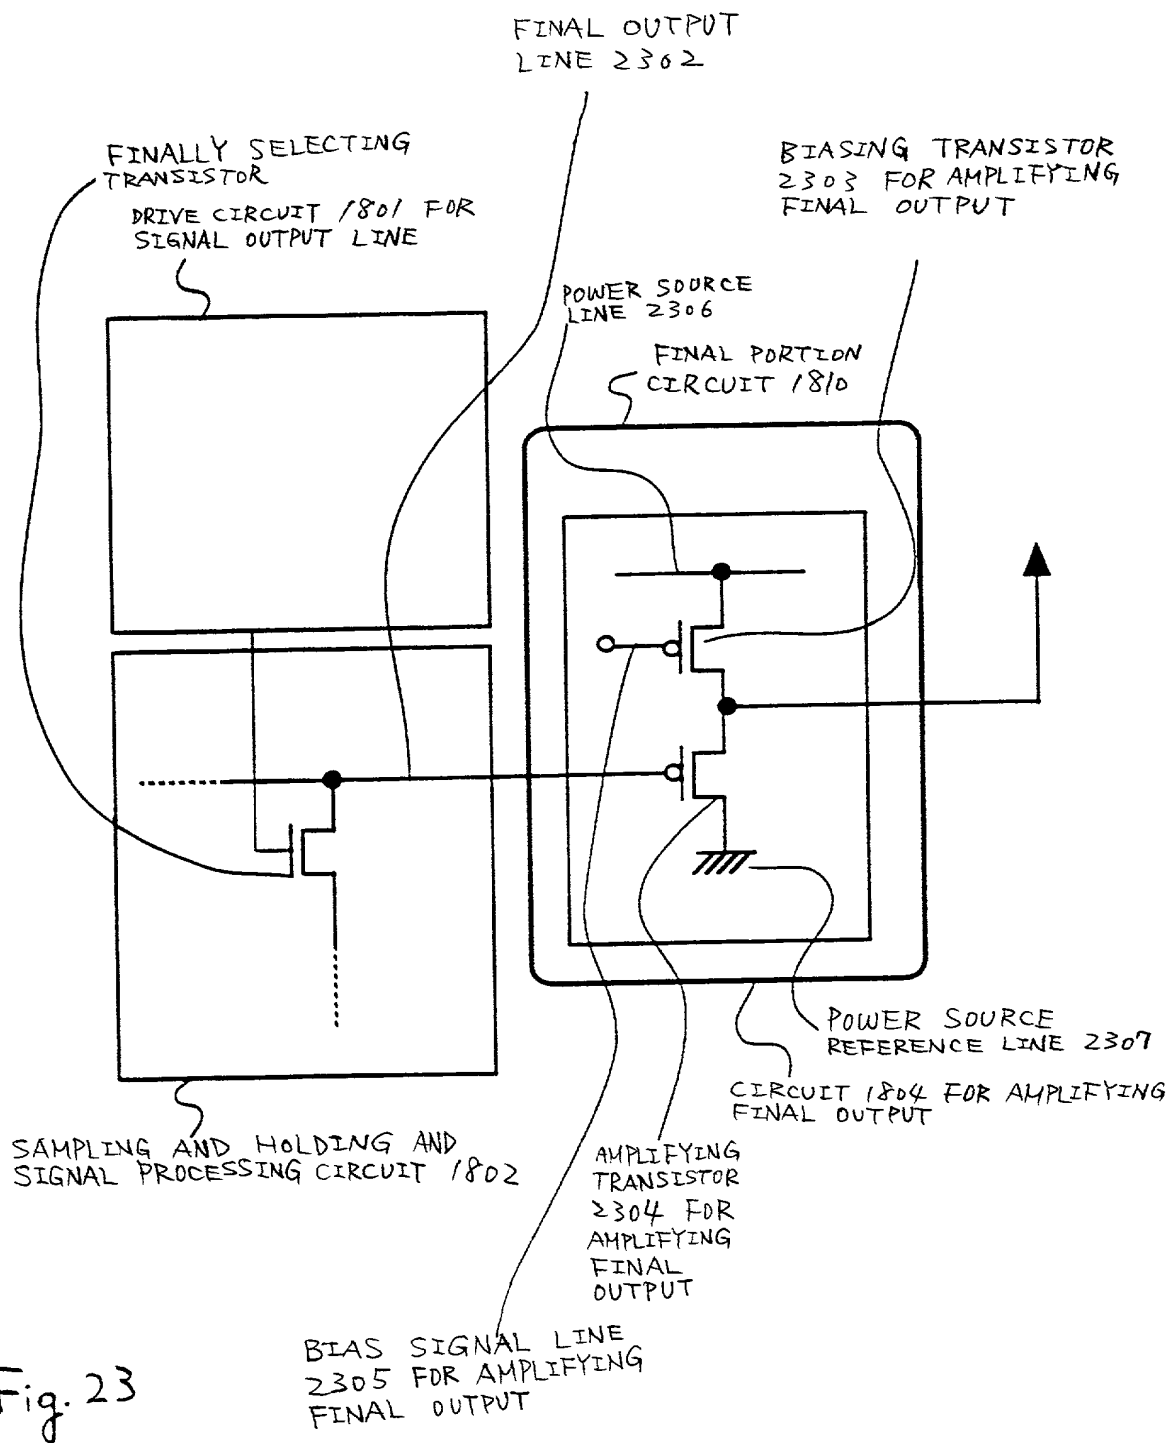 FINAL OUTPUT
LINE 2302
FINALLY SELECTING
TRANSISTOR
DRIVE CIRCUIT 1801 FOR
SIGNAL OUTPUT LINE
BIASING TRANSISTOR
2303 FOR AMPLIFYING
FINAL OUTPUT
POWER SOURCE
LINE 2306
FINAL PORTION
CIRCUIT 1810
POWER SOURCE
REFERENCE LINE 2307
CIRCUIT 1804 FOR AMPLIFYING
FINAL OUTPUT
SAMPLING AND HOLDING AND
SIGNAL PROCESSING CIRCUIT 1802
AMPLIFYING
TRANSISTOR
2304 FOR
AMPLIFYING
FINAL
OUTPUT
BIAS SIGNAL LINE
2305 FOR AMPLIFYING
FINAL OUTPUT
Fig. 23